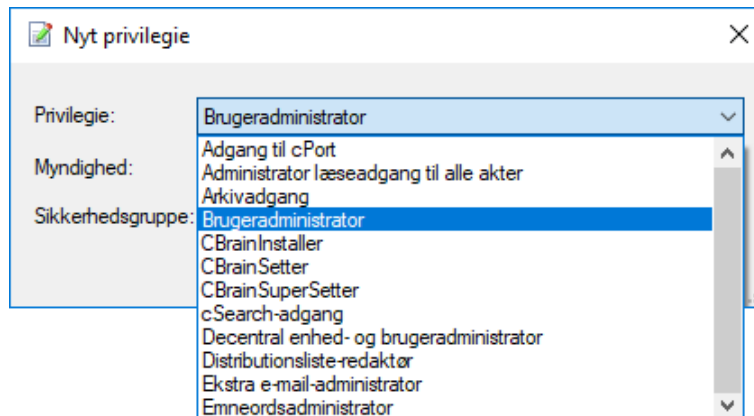 Nyt privilegie
Privilegie: Brugeradministrator
Adgang til cPort
Myndighed: Administrator læseadgang til alle akter
Arkivadgang
Sikkerhedsgruppe: Brugeradministrator
CBrainInstaller
CBrainSetter
CBrainSuperSetter
cSearch-adgang
Decentral enhed- og brugeradministrator
Distributionsliste-redaktør
Ekstra e-mail-administrator
Emneordsadministrator